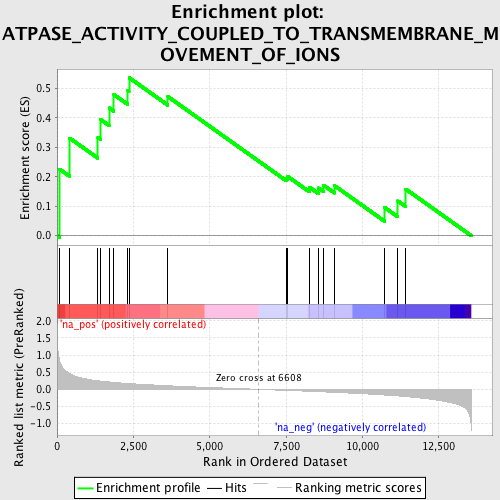 Enrichment plot:
ATPASE_ACTIVITY_COUPLED_TO_TRANSMEMBRANE_M
OVEMENT_OF_IONS
Enrichment score (ES)
0.5
0.4
0.3
0.2
0.1
0.0
'na_pos' (positively correlated)
Ranked list metric (PreRanked)
2.0
1.5
1.0
0.5
0.0
-0.5
-1.0
Zero cross at 6608
'na_neg' (negatively correlated)
0
2,500
5,000
7,500
10,000
12,500
Rank in Ordered Dataset
Enrichment profile
Hits
Ranking metric scores